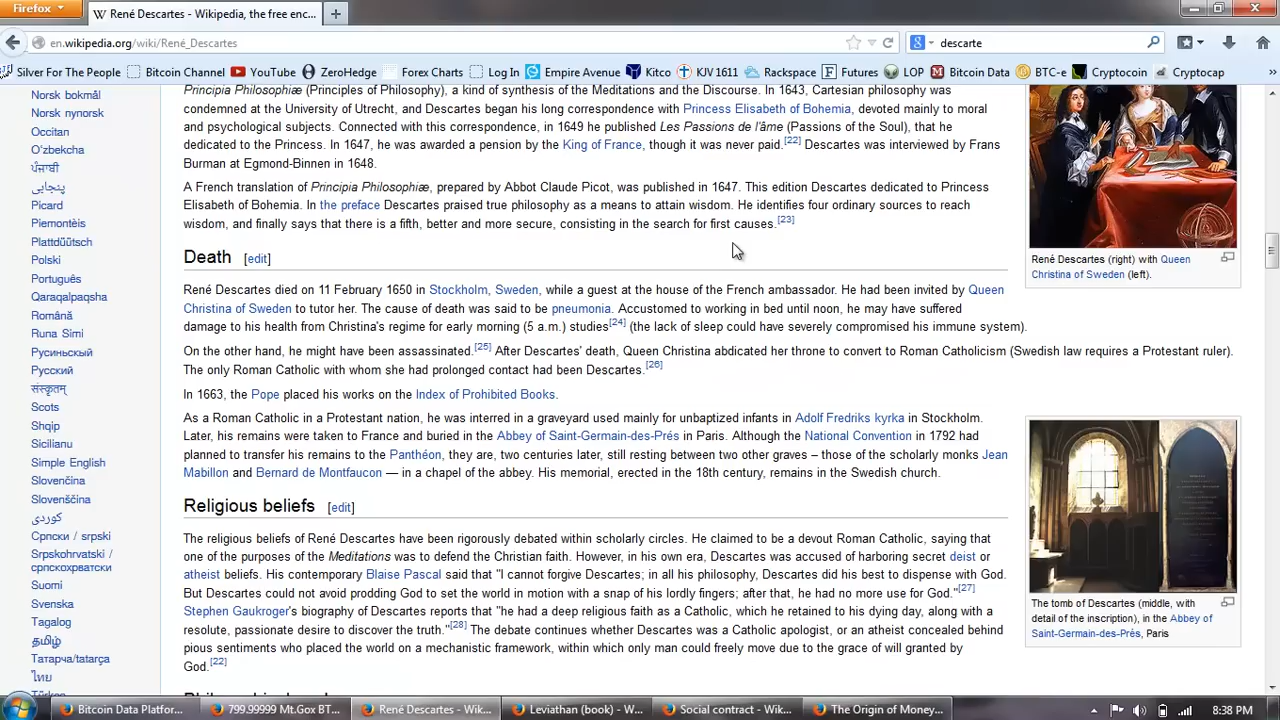 Firefox
René Descartes - Wikipedia, the free enc...
en.wikipedia.org/wiki/René_Descartes
descarte
Silver For The People Bitcoin Channel YouTube ZeroHedge Forex Charts Log In Empire Avenue Kitco KJV 1611 Rackspace Futures LOP Bitcoin Data BTC-e Cryptocoin Cryptocap »
Norsk bokmål
Norsk nynorsk
Occitan
Oʻzbekcha
ਪੰਜਾਬੀ
پنجابی
Picard
Piemontèis
Plattdüütsch
Polski
Português
Qaraqalpaqsha
Română
Runa Simi
Русиньскый
Русский
संस्कृतम्
Scots
Shqip
Sicilianu
Simple English
Slovenčina
Slovenščina
کوردی
Српски / srpski
Srpskohrvatski /
српскохрватски
Suomi
Svenska
Tagalog
தமிழ்
Татарча/tatarça
ไทย
Türkçe
Principia Philosophiæ (Principles of Philosophy), a kind of synthesis of the Meditations and the Discourse. In 1643, Cartesian philosophy was
condemned at the University of Utrecht, and Descartes began his long correspondence with Princess Elisabeth of Bohemia, devoted mainly to moral
and psychological subjects. Connected with this correspondence, in 1649 he published Les Passions de l'âme (Passions of the Soul), that he
dedicated to the Princess. In 1647, he was awarded a pension by the King of France, though it was never paid.[22] Descartes was interviewed by Frans
Burman at Egmond-Binnen in 1648.
A French translation of Principia Philosophiæ, prepared by Abbot Claude Picot, was published in 1647. This edition Descartes dedicated to Princess
Elisabeth of Bohemia. In the preface Descartes praised true philosophy as a means to attain wisdom. He identifies four ordinary sources to reach
wisdom, and finally says that there is a fifth, better and more secure, consisting in the search for first causes.[23]
René Descartes (right) with Queen
Christina of Sweden (left).
Death [edit]
René Descartes died on 11 February 1650 in Stockholm, Sweden, while a guest at the house of the French ambassador. He had been invited by Queen
Christina of Sweden to tutor her. The cause of death was said to be pneumonia. Accustomed to working in bed until noon, he may have suffered
damage to his health from Christina's regime for early morning (5 a.m.) studies[24] (the lack of sleep could have severely compromised his immune system).
On the other hand, he might have been assassinated.[25] After Descartes' death, Queen Christina abdicated her throne to convert to Roman Catholicism (Swedish law requires a Protestant ruler).
The only Roman Catholic with whom she had prolonged contact had been Descartes.[26]
In 1663, the Pope placed his works on the Index of Prohibited Books.
As a Roman Catholic in a Protestant nation, he was interred in a graveyard used mainly for unbaptized infants in Adolf Fredriks kyrka in Stockholm.
Later, his remains were taken to France and buried in the Abbey of Saint-Germain-des-Prés in Paris. Although the National Convention in 1792 had
planned to transfer his remains to the Panthéon, they are, two centuries later, still resting between two other graves – those of the scholarly monks Jean
Mabillon and Bernard de Montfaucon — in a chapel of the abbey. His memorial, erected in the 18th century, remains in the Swedish church.
The tomb of Descartes (middle, with
detail of the inscription), in the Abbey of
Saint-Germain-des-Prés, Paris
Religious beliefs [edit]
The religious beliefs of René Descartes have been rigorously debated within scholarly circles. He claimed to be a devout Roman Catholic, saying that
one of the purposes of the Meditations was to defend the Christian faith. However, in his own era, Descartes was accused of harboring secret deist or
atheist beliefs. His contemporary Blaise Pascal said that "I cannot forgive Descartes; in all his philosophy, Descartes did his best to dispense with God.
But Descartes could not avoid prodding God to set the world in motion with a snap of his lordly fingers; after that, he had no more use for God."[27]
Stephen Gaukroger's biography of Descartes reports that "he had a deep religious faith as a Catholic, which he retained to his dying day, along with a
resolute, passionate desire to discover the truth."[28] The debate continues whether Descartes was a Catholic apologist, or an atheist concealed behind
pious sentiments who placed the world on a mechanistic framework, within which only man could freely move due to the grace of will granted by
God.[22]
Bitcoin Data Platfor... 799.99999 Mt.Gox BT... René Descartes - Wik... Leviathan (book) - W... Social contract - Wik... The Origin of Money... 8:38 PM